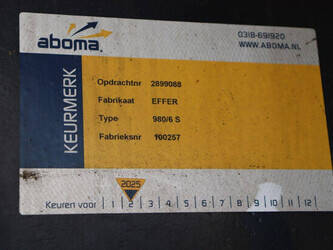 aboma.
0318-691920
WWW.ABOMA.NL
KEURMERK
Opdrachtnr 2899088
Fabrikaat EFFER
Type 980/6 S
Fabrieksnr 100257
2025
Keuren voor 1 2 3 4 5 6 7 8 9 10 11 12